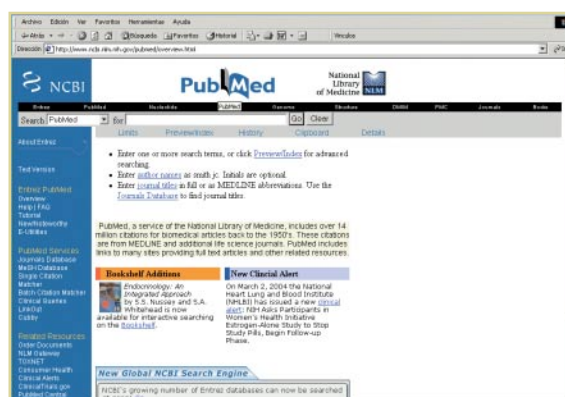 Archivo Edición Ver Favoritos Herramientas Ayuda
Atrás Búsqueda Favoritos Historial Vínculos
Dirección http://www.ncbi.nlm.nih.gov/pubmed/overview.html
NCBI
PubMed
National
Library
of Medicine NLM
Entrez PubMed Nucleotide Protein Genome Structure OMIM PMC Journals Books
Search PubMed for Go Clear
Limits Preview/Index History Clipboard Details
About Entrez
Text Version
Entrez PubMed
Overview
Help | FAQ
Tutorial
New/Noteworthy
E-Utilities
PubMed Services
Journals Database
MeSH Database
Single Citation
Matcher
Batch Citation Matcher
Clinical Queries
LinkOut
Cubby
Related Resources
Order Documents
NLM Gateway
TOXNET
Consumer Health
Clinical Alerts
ClinicalTrials.gov
PubMed Central
Enter one or more search terms, or click Preview/Index for advanced
searching.
Enter author names as smith jc. Initials are optional.
Enter journal titles in full or as MEDLINE abbreviations. Use the
Journals Database to find journal titles.
PubMed, a service of the National Library of Medicine, includes over 14
million citations for biomedical articles back to the 1950's. These citations
are from MEDLINE and additional life science journals. PubMed includes
links to many sites providing full text articles and other related resources.
Bookshelf Additions
Endocrinology: An
Integrated Approach
by S.S. Nussey and S.A.
Whitehead is now
available for interactive searching
on the Bookshelf.
New Clincial Alert
On March 2, 2004 the National
Heart Lung and Blood Institute
(NHLBI) has issued a new clinical
alert: NIH Asks Participants in
Women's Health Initiative
Estrogen-Alone Study to Stop
Study Pills, Begin Follow-up
Phase.
New Global NCBI Search Engine
NCBI's growing number of Entrez databases can now be searched